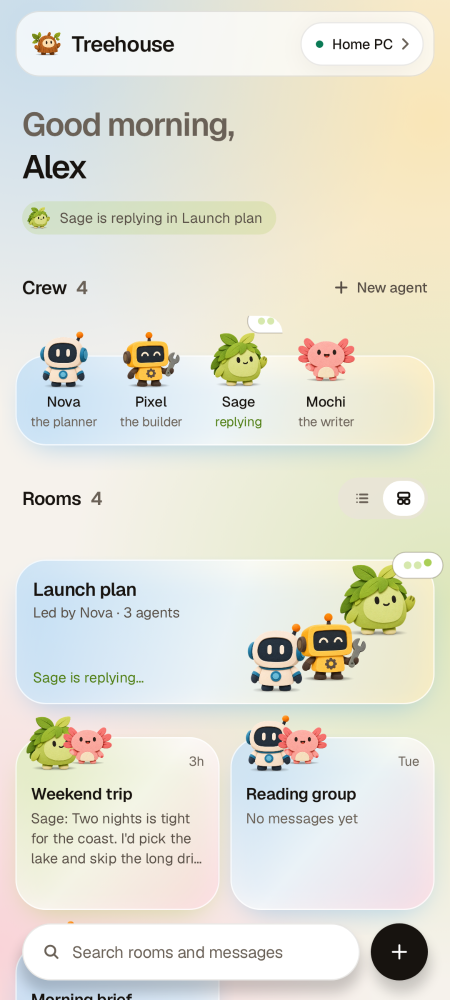 Treehouse
Home PC
Good morning,
Alex
Sage is replying in Launch plan
Crew 4
New agent
Nova
the planner
Pixel
the builder
Sage
replying
Mochi
the writer
Rooms 4
Launch plan
Led by Nova · 3 agents
Sage is replying...
3h
Weekend trip
Sage: Two nights is tight
for the coast. I'd pick the
lake and skip the long dri...
Tue
Reading group
No messages yet
Search rooms and messages
Morning brief